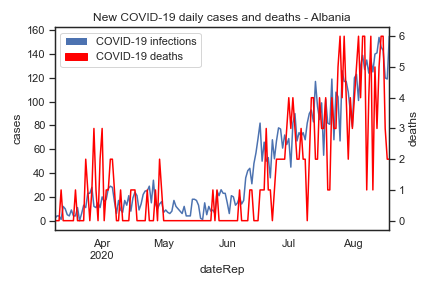 New COVID-19 daily cases and deaths - Albania
COVID-19 infections
COVID-19 deaths
160
140
120
100
80
60
40
20
0
cases
6
5
4
3
2
1
0
deaths
Apr May Jun Jul Aug
2020
dateRep